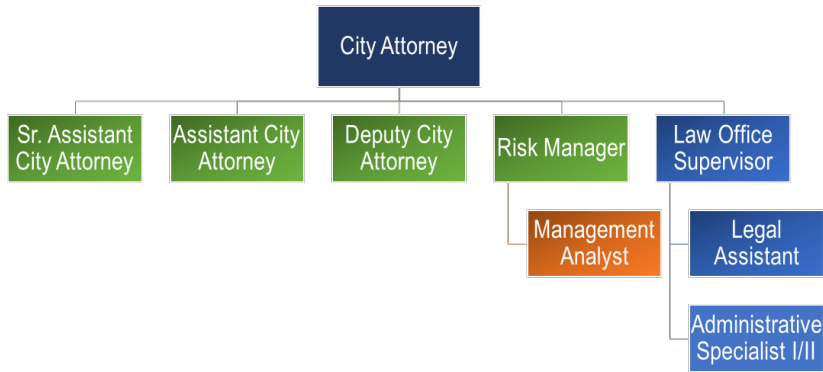 City Attorney
Sr. Assistant
City Attorney
Assistant City
Attorney
Deputy City
Attorney
Risk Manager
Law Office
Supervisor
Management
Analyst
Legal
Assistant
Administrative
Specialist I/II